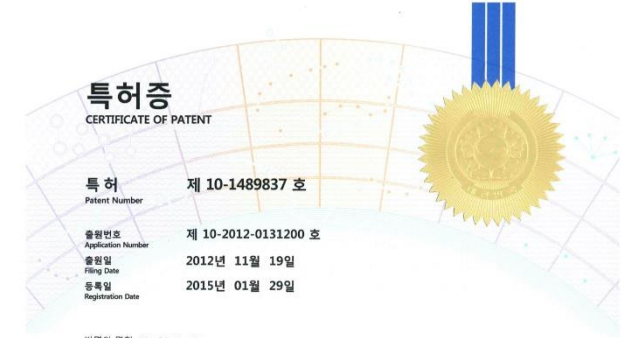 특허증
CERTIFICATE OF PATENT
특 허 제 10-1489837 호
Patent Number
출원번호 제 10-2012-0131200 호
Application Number
출원일 2012년 11월 19일
Filing Date
등록일 2015년 01월 29일
Registration Date